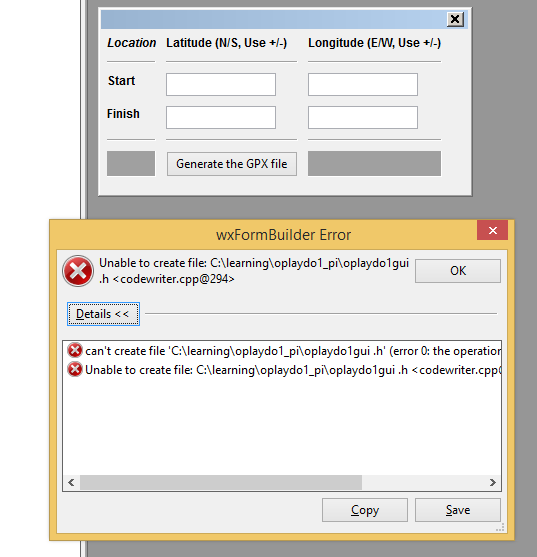 Location Latitude (N/S, Use +/-) Longitude (E/W, Use +/-)
Start
Finish
Generate the GPX file
wxFormBuilder Error
Unable to create file: C:\learning\oplaydo1_pi\oplaydo1gui
.h <codewriter.cpp@294>
OK
Details <<
can't create file 'C:\learning\oplaydo1_pi\oplaydo1gui .h' (error 0: the operation
Unable to create file: C:\learning\oplaydo1_pi\oplaydo1gui .h <codewriter.cpp@
Copy Save